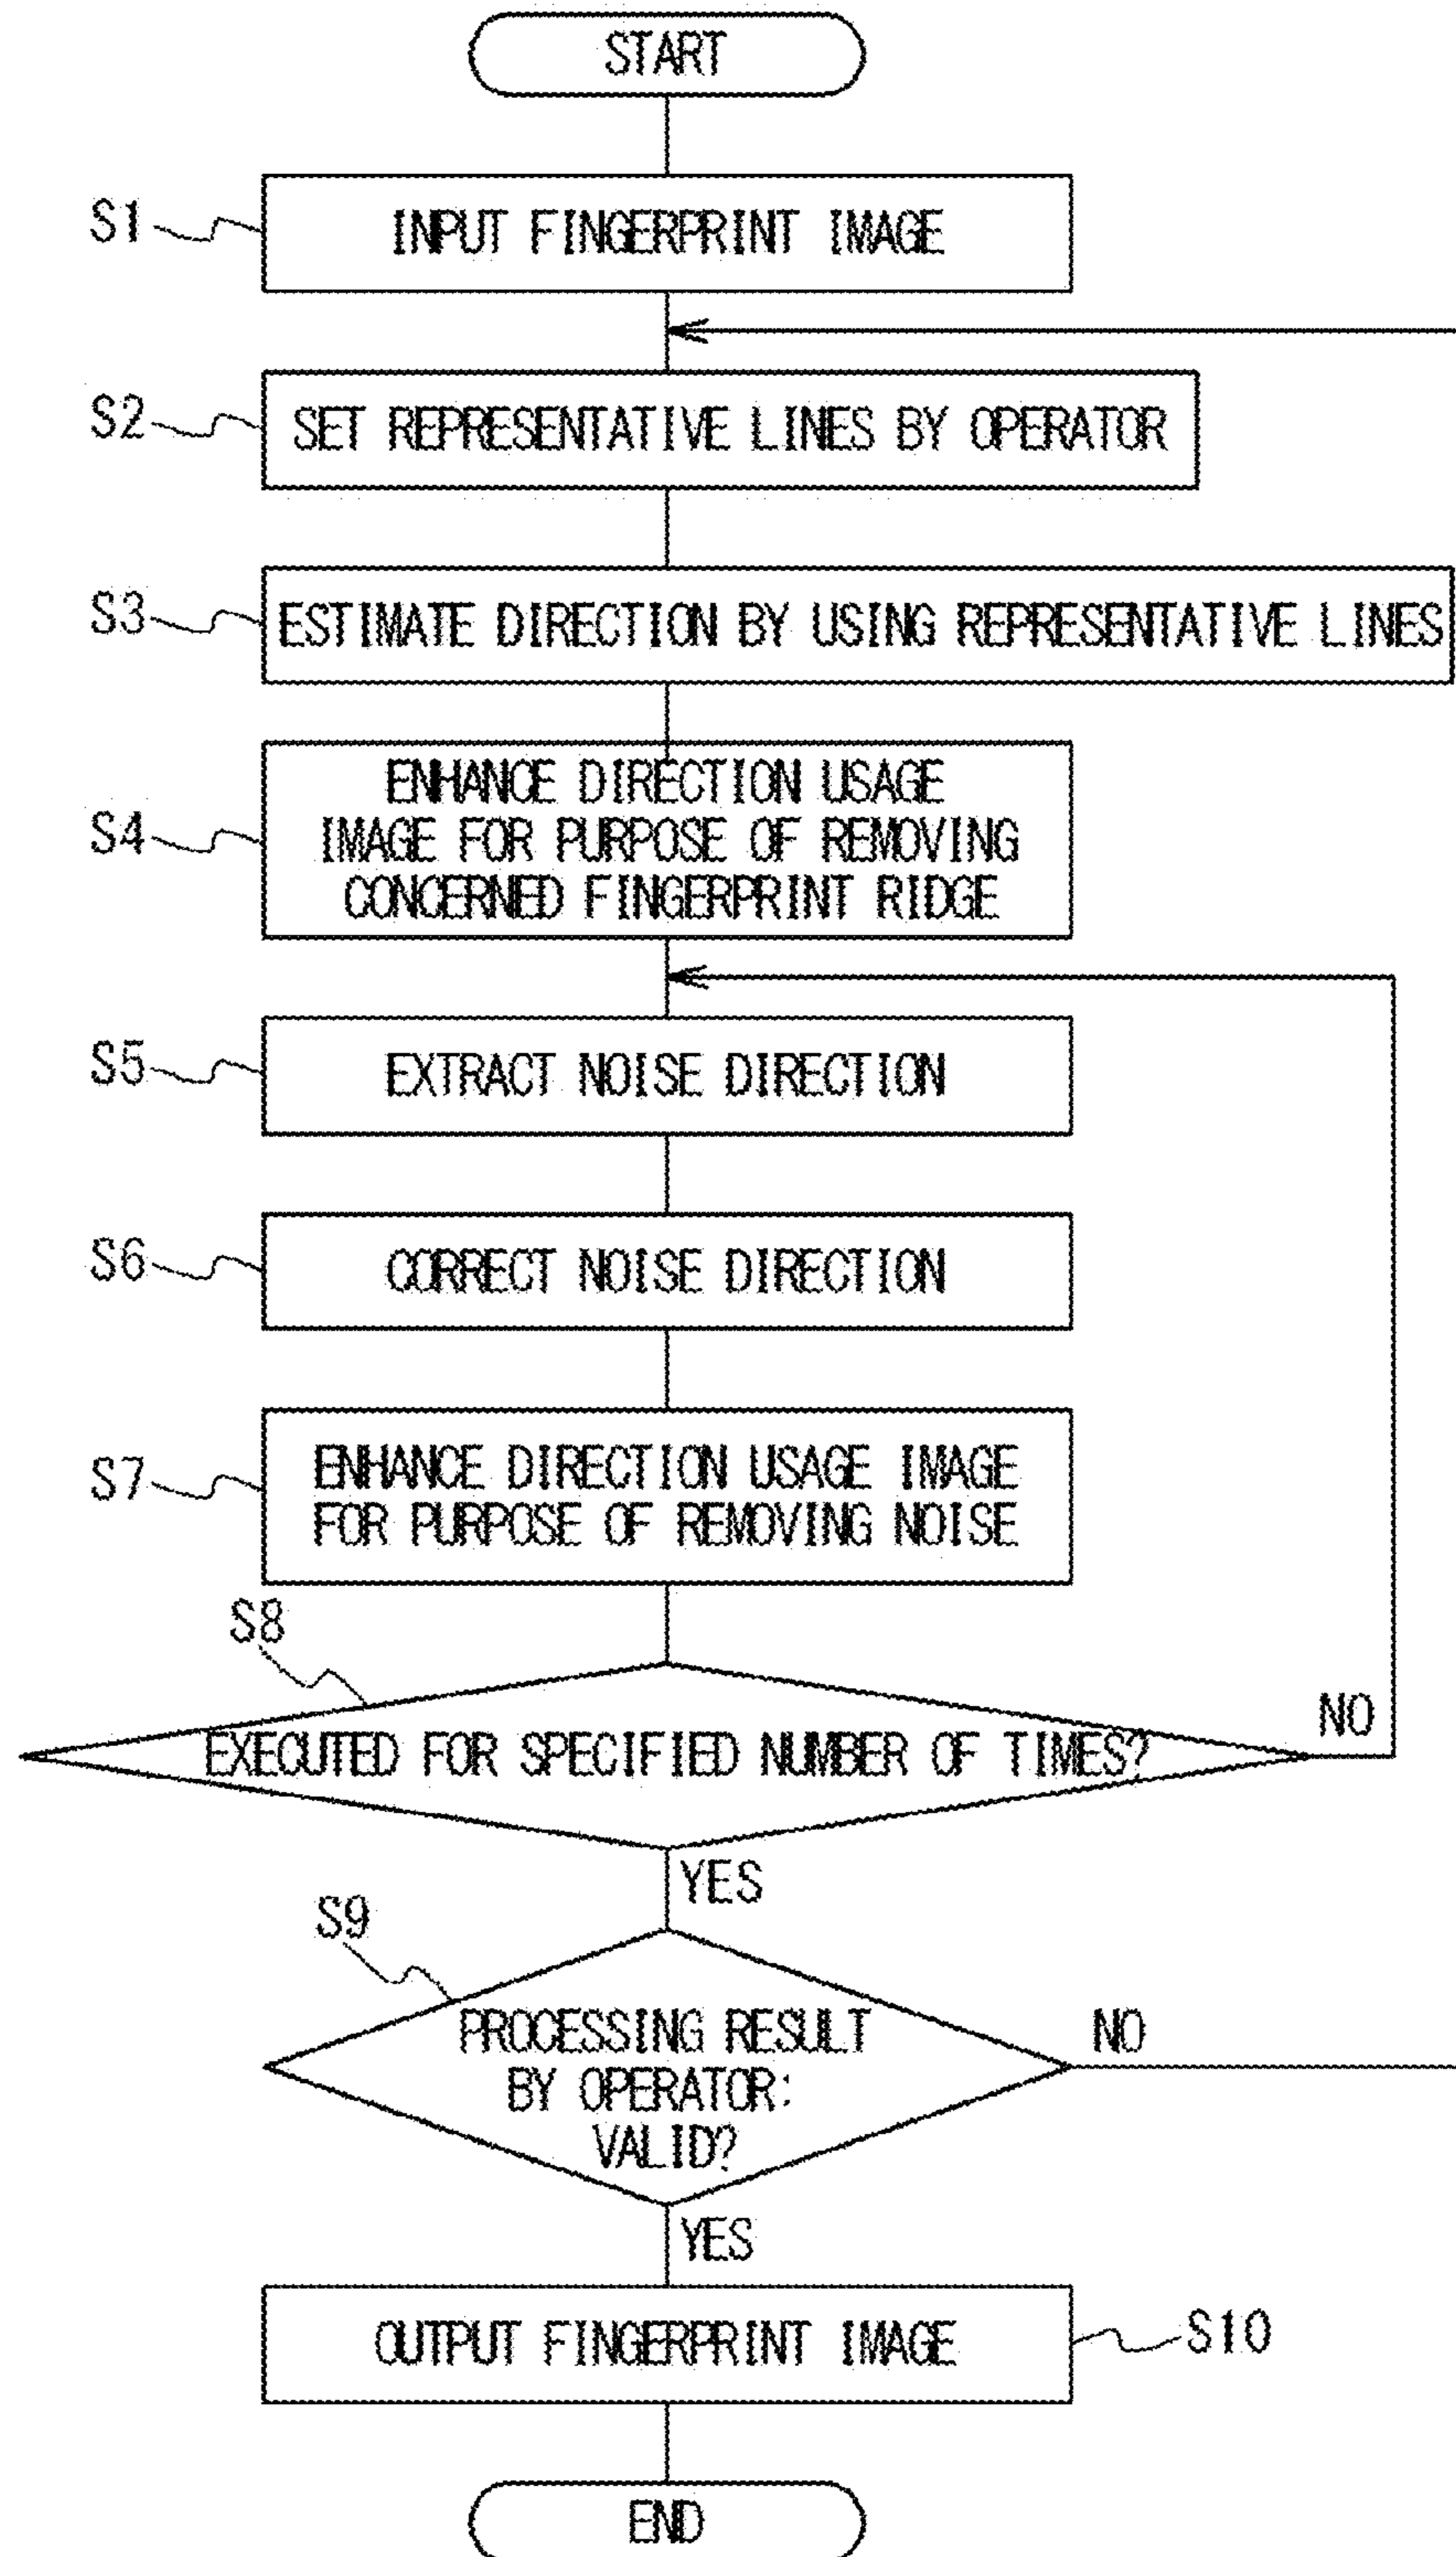 START
S1
INPUT FINGERPRINT IMAGE
S2
SET REPRESENTATIVE LINES BY OPERATOR
S3
ESTIMATE DIRECTION BY USING REPRESENTATIVE LINES
S4
ENHANCE DIRECTION USAGE
IMAGE FOR PURPOSE OF REMOVING
CONCERNED FINGERPRINT RIDGE
S5
EXTRACT NOISE DIRECTION
S6
CORRECT NOISE DIRECTION
S7
ENHANCE DIRECTION USAGE IMAGE
FOR PURPOSE OF REMOVING NOISE
S8
EXECUTED FOR SPECIFIED NUMBER OF TIMES?
NO
YES
S9
PROCESSING RESULT
BY OPERATOR:
VALID?
NO
YES
OUTPUT FINGERPRINT IMAGE
S10
END